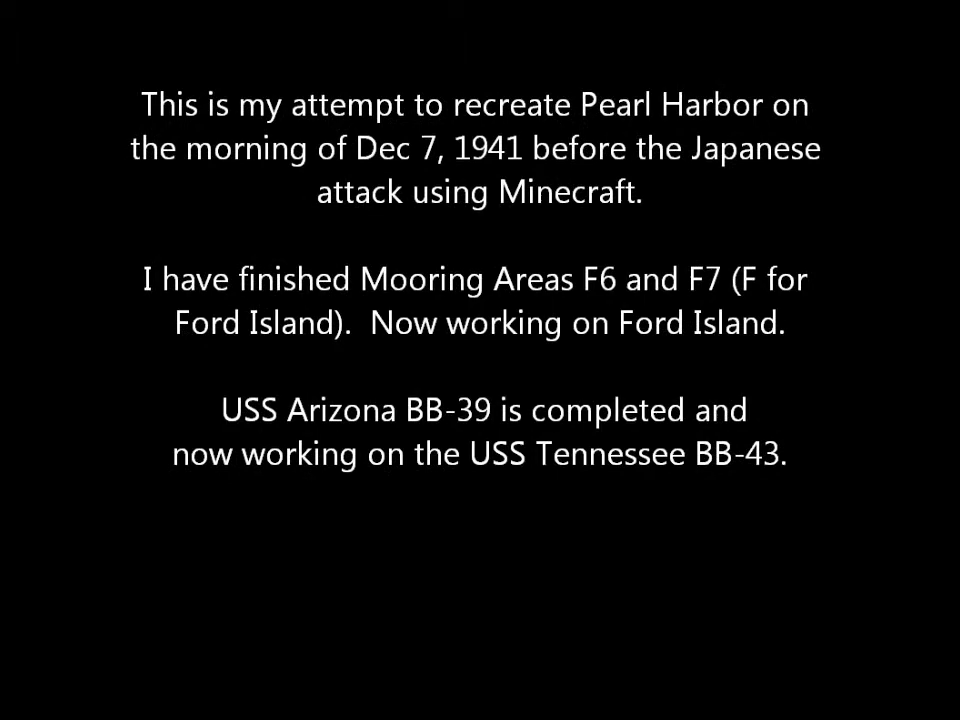 This is my attempt to recreate Pearl Harbor on
the morning of Dec 7, 1941 before the Japanese
attack using Minecraft.
I have finished Mooring Areas F6 and F7 (F for
Ford Island).  Now working on Ford Island.
USS Arizona BB-39 is completed and
now working on the USS Tennessee BB-43.